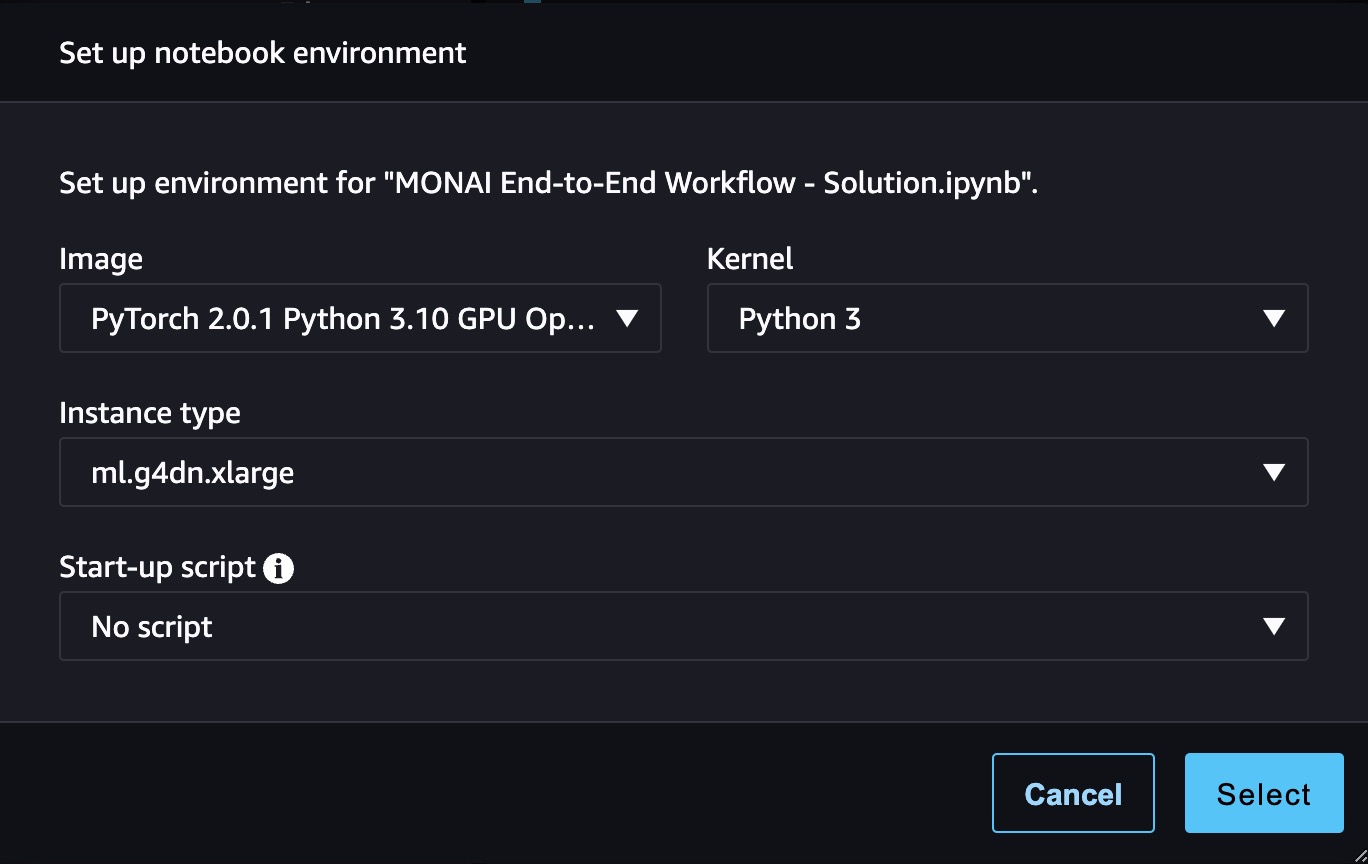 Set up notebook environment
Set up environment for "MONAI End-to-End Workflow - Solution.ipynb".
Image
Kernel
PyTorch 2.0.1 Python 3.10 GPU Op...
Python 3
Instance type
ml.g4dn.xlarge
Start-up script
No script
Cancel
Select